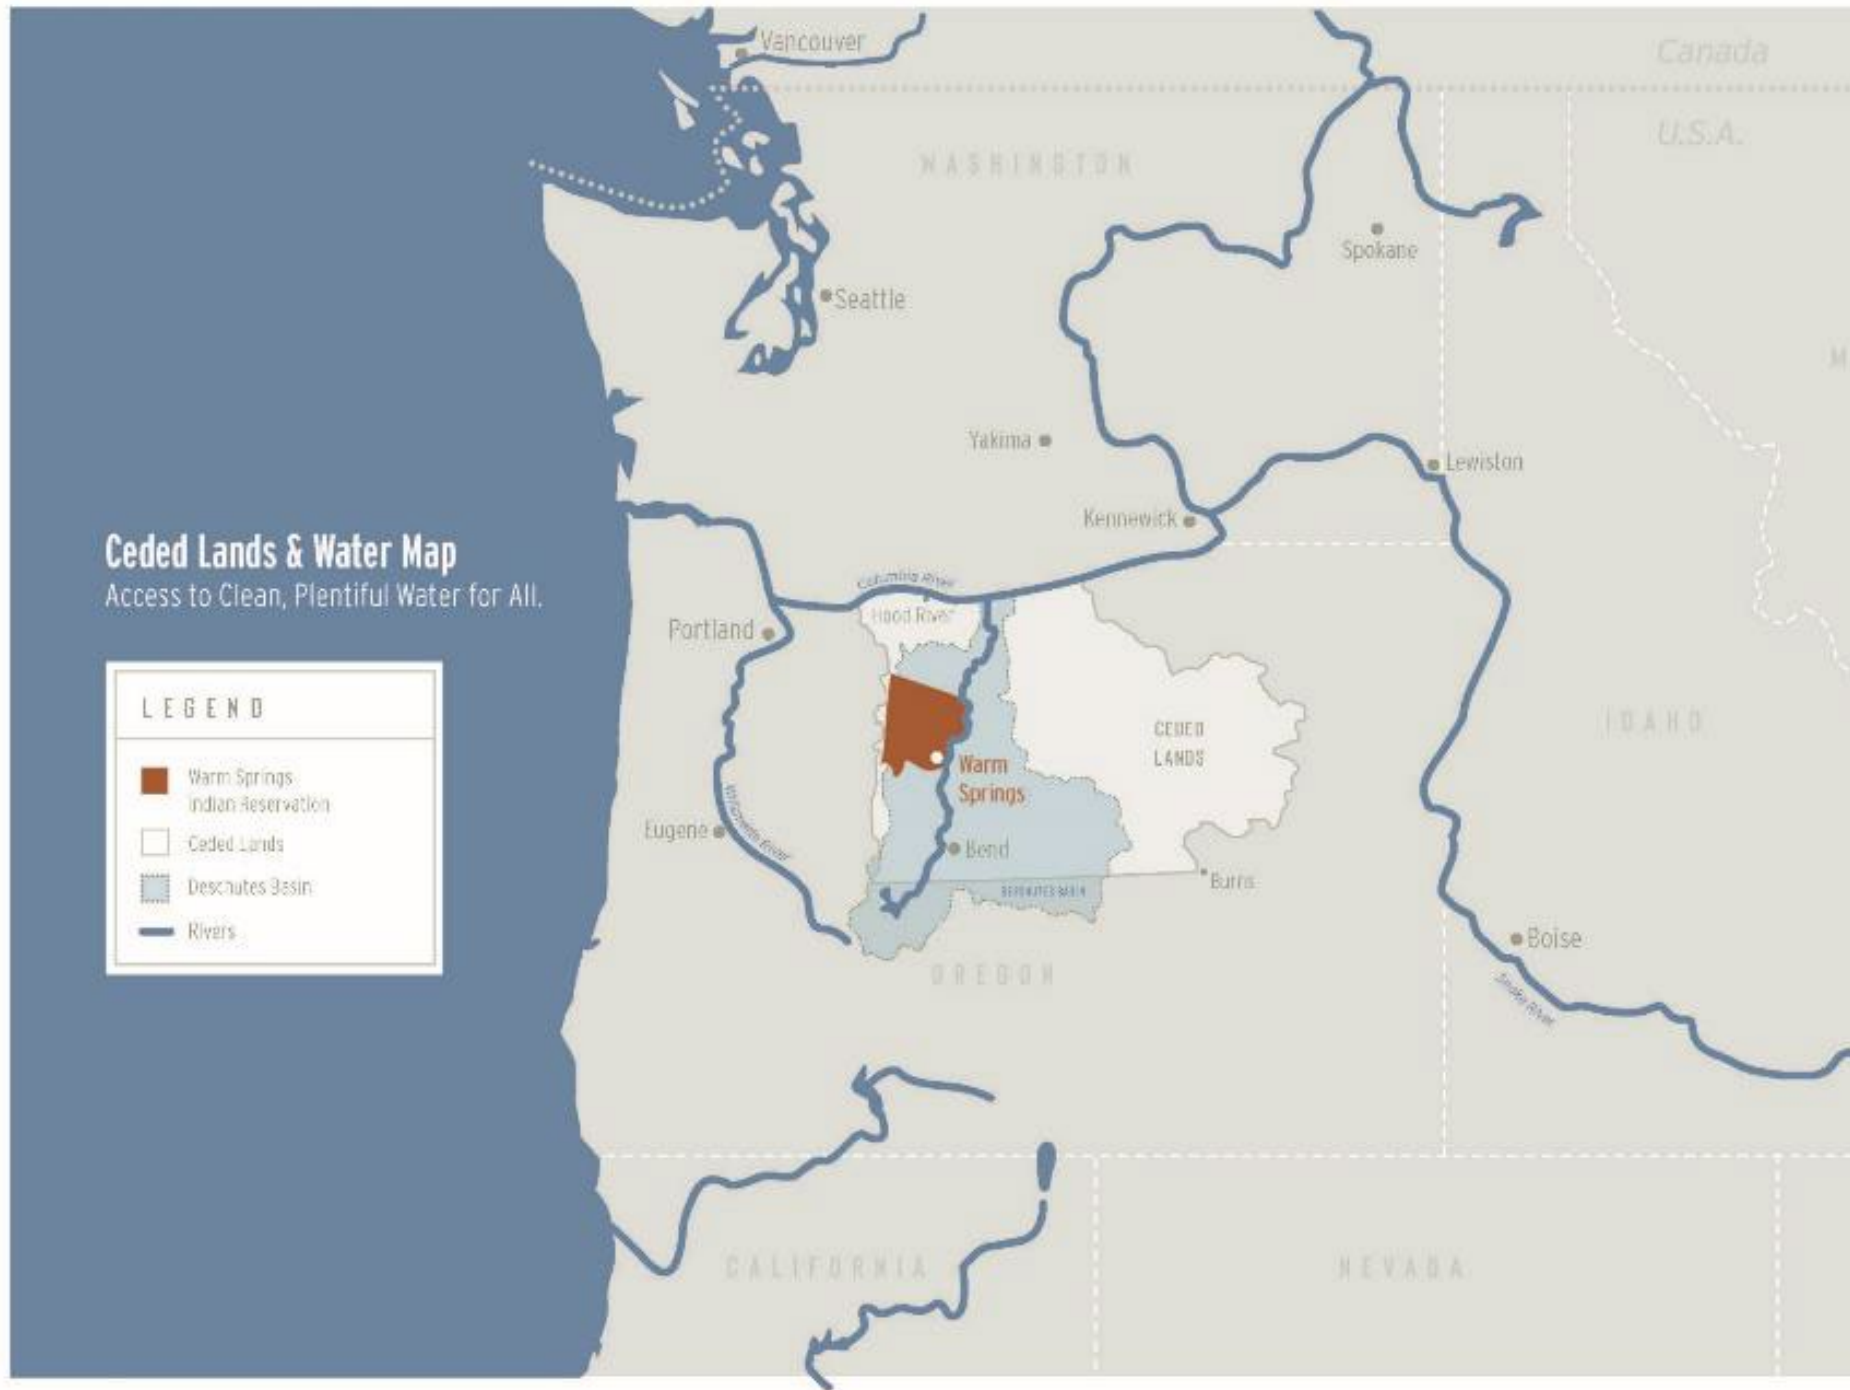 Vancouver
Canada
U.S.A.
WASHINGTON
Spokane
Seattle
M
Yakima
Lewiston
Kennewick
Ceded Lands & Water Map
Access to Clean, Plentiful Water for All.
Columbia River
Hood River
Portland
LEGEND
Warm Springs
Indian Reservation
Ceded Lands
Deschutes Basin
Rivers
CEDED
LANDS
IDAHO
Warm
Springs
Eugene
Willamette River
Bend
DESCHUTES BASIN
Burns
Boise
Snake River
OREGON
CALIFORNIA
NEVADA